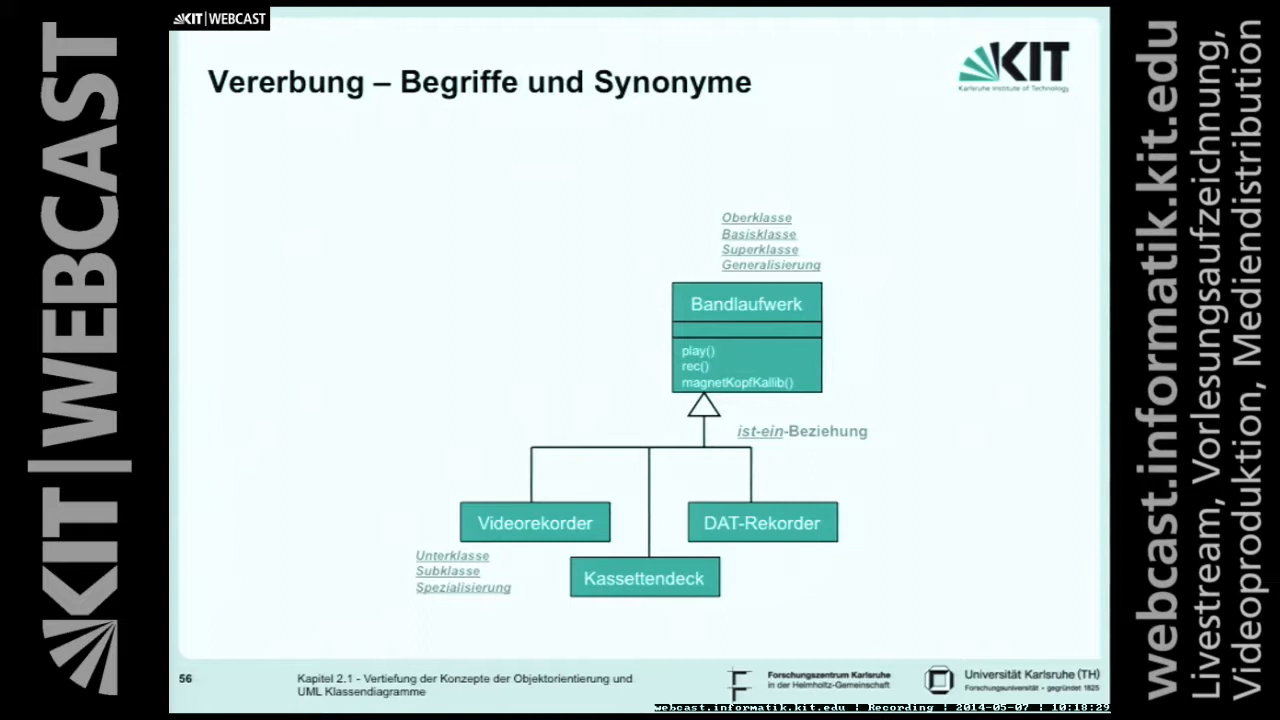 KIT | WEBCAST
KIT | WEBCAST
Vererbung – Begriffe und Synonyme
KIT
Karlsruhe Institute of Technology
Oberklasse
Basisklasse
Superklasse
Generalisierung
Bandlaufwerk
play()
rec()
magnetKopfKallib()
ist-ein-Beziehung
Videorekorder
DAT-Rekorder
Unterklasse
Subklasse
Spezialisierung
Kassettendeck
56
Kapitel 2.1 - Vertiefung der Konzepte der Objektorientierung und
UML Klassendiagramme
Forschungszentrum Karlsruhe
in der Helmholtz-Gemeinschaft
Universität Karlsruhe (TH)
Forschungsuniversität - gegründet 1825
webcast.informatik.kit.edu | Recording | 2014-05-07 | 10:18:29
webcast.informatik.kit.edu
Livestream, Vorlesungsaufzeichnung,
Videoproduktion, Mediendistribution